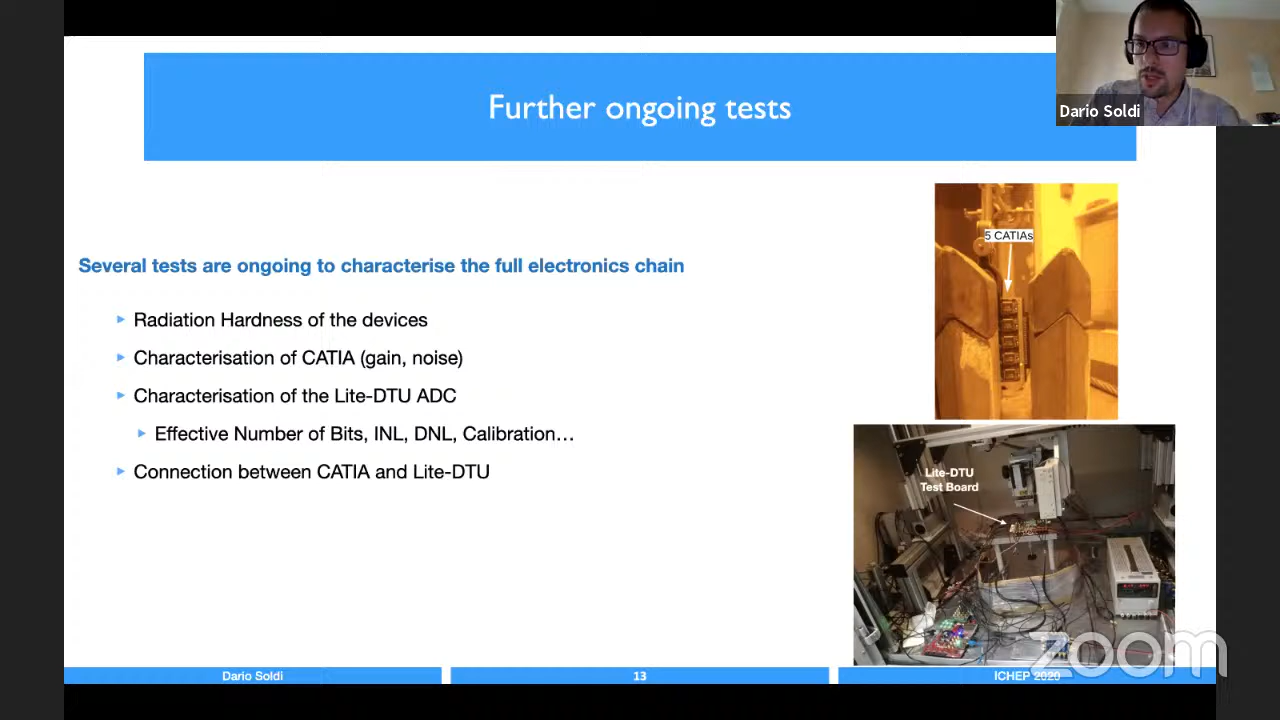 Further ongoing tests
Dario Soldi
Several tests are ongoing to characterise the full electronics chain
Radiation Hardness of the devices
Characterisation of CATIA (gain, noise)
Characterisation of the Lite-DTU ADC
Effective Number of Bits, INL, DNL, Calibration…
Connection between CATIA and Lite-DTU
5 CATIAs
Lite-DTU
Test Board
zoom
Dario Soldi
13
ICHEP 2020